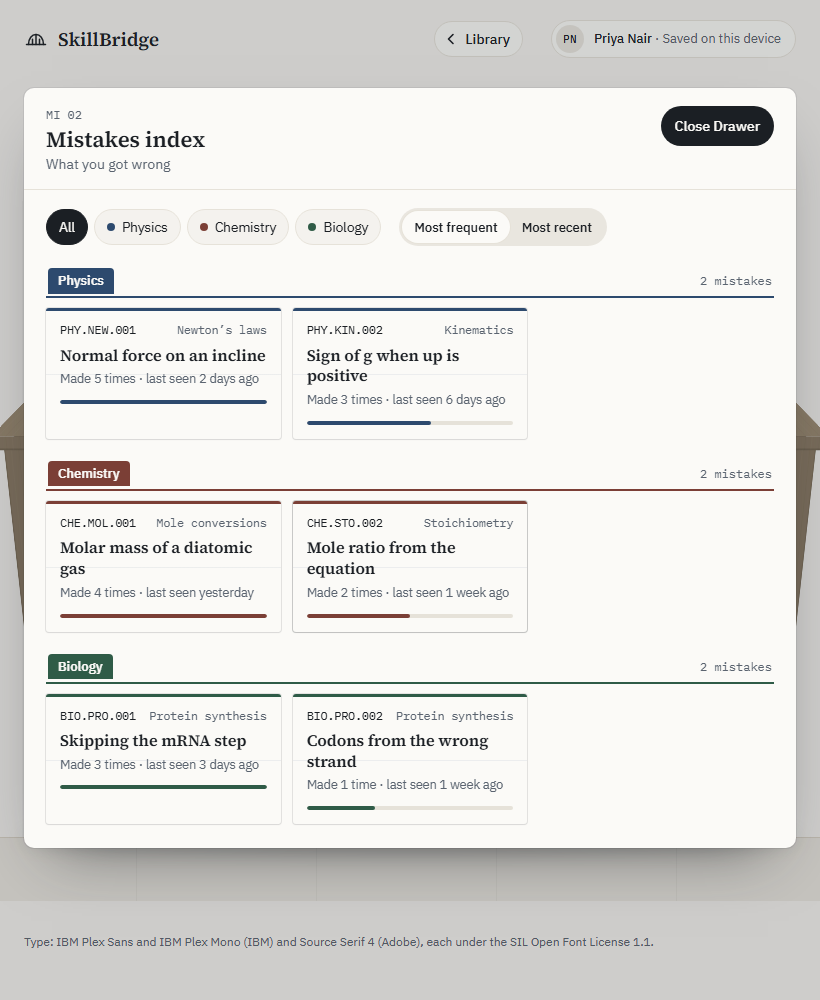 SkillBridge
Library
PN Priya Nair · Saved on this device
MI 02
Mistakes index
What you got wrong
Close Drawer
All
Physics
Chemistry
Biology
Most frequent
Most recent
Physics
2 mistakes
PHY.NEW.001 Newton's laws
Normal force on an incline
Made 5 times · last seen 2 days ago
PHY.KIN.002 Kinematics
Sign of g when up is
positive
Made 3 times · last seen 6 days ago
Chemistry
2 mistakes
CHE.MOL.001 Mole conversions
Molar mass of a diatomic
gas
Made 4 times · last seen yesterday
CHE.STO.002 Stoichiometry
Mole ratio from the
equation
Made 2 times · last seen 1 week ago
Biology
2 mistakes
BIO.PRO.001 Protein synthesis
Skipping the mRNA step
Made 3 times · last seen 3 days ago
BIO.PRO.002 Protein synthesis
Codons from the wrong
strand
Made 1 time · last seen 1 week ago
Type: IBM Plex Sans and IBM Plex Mono (IBM) and Source Serif 4 (Adobe), each under the SIL Open Font License 1.1.